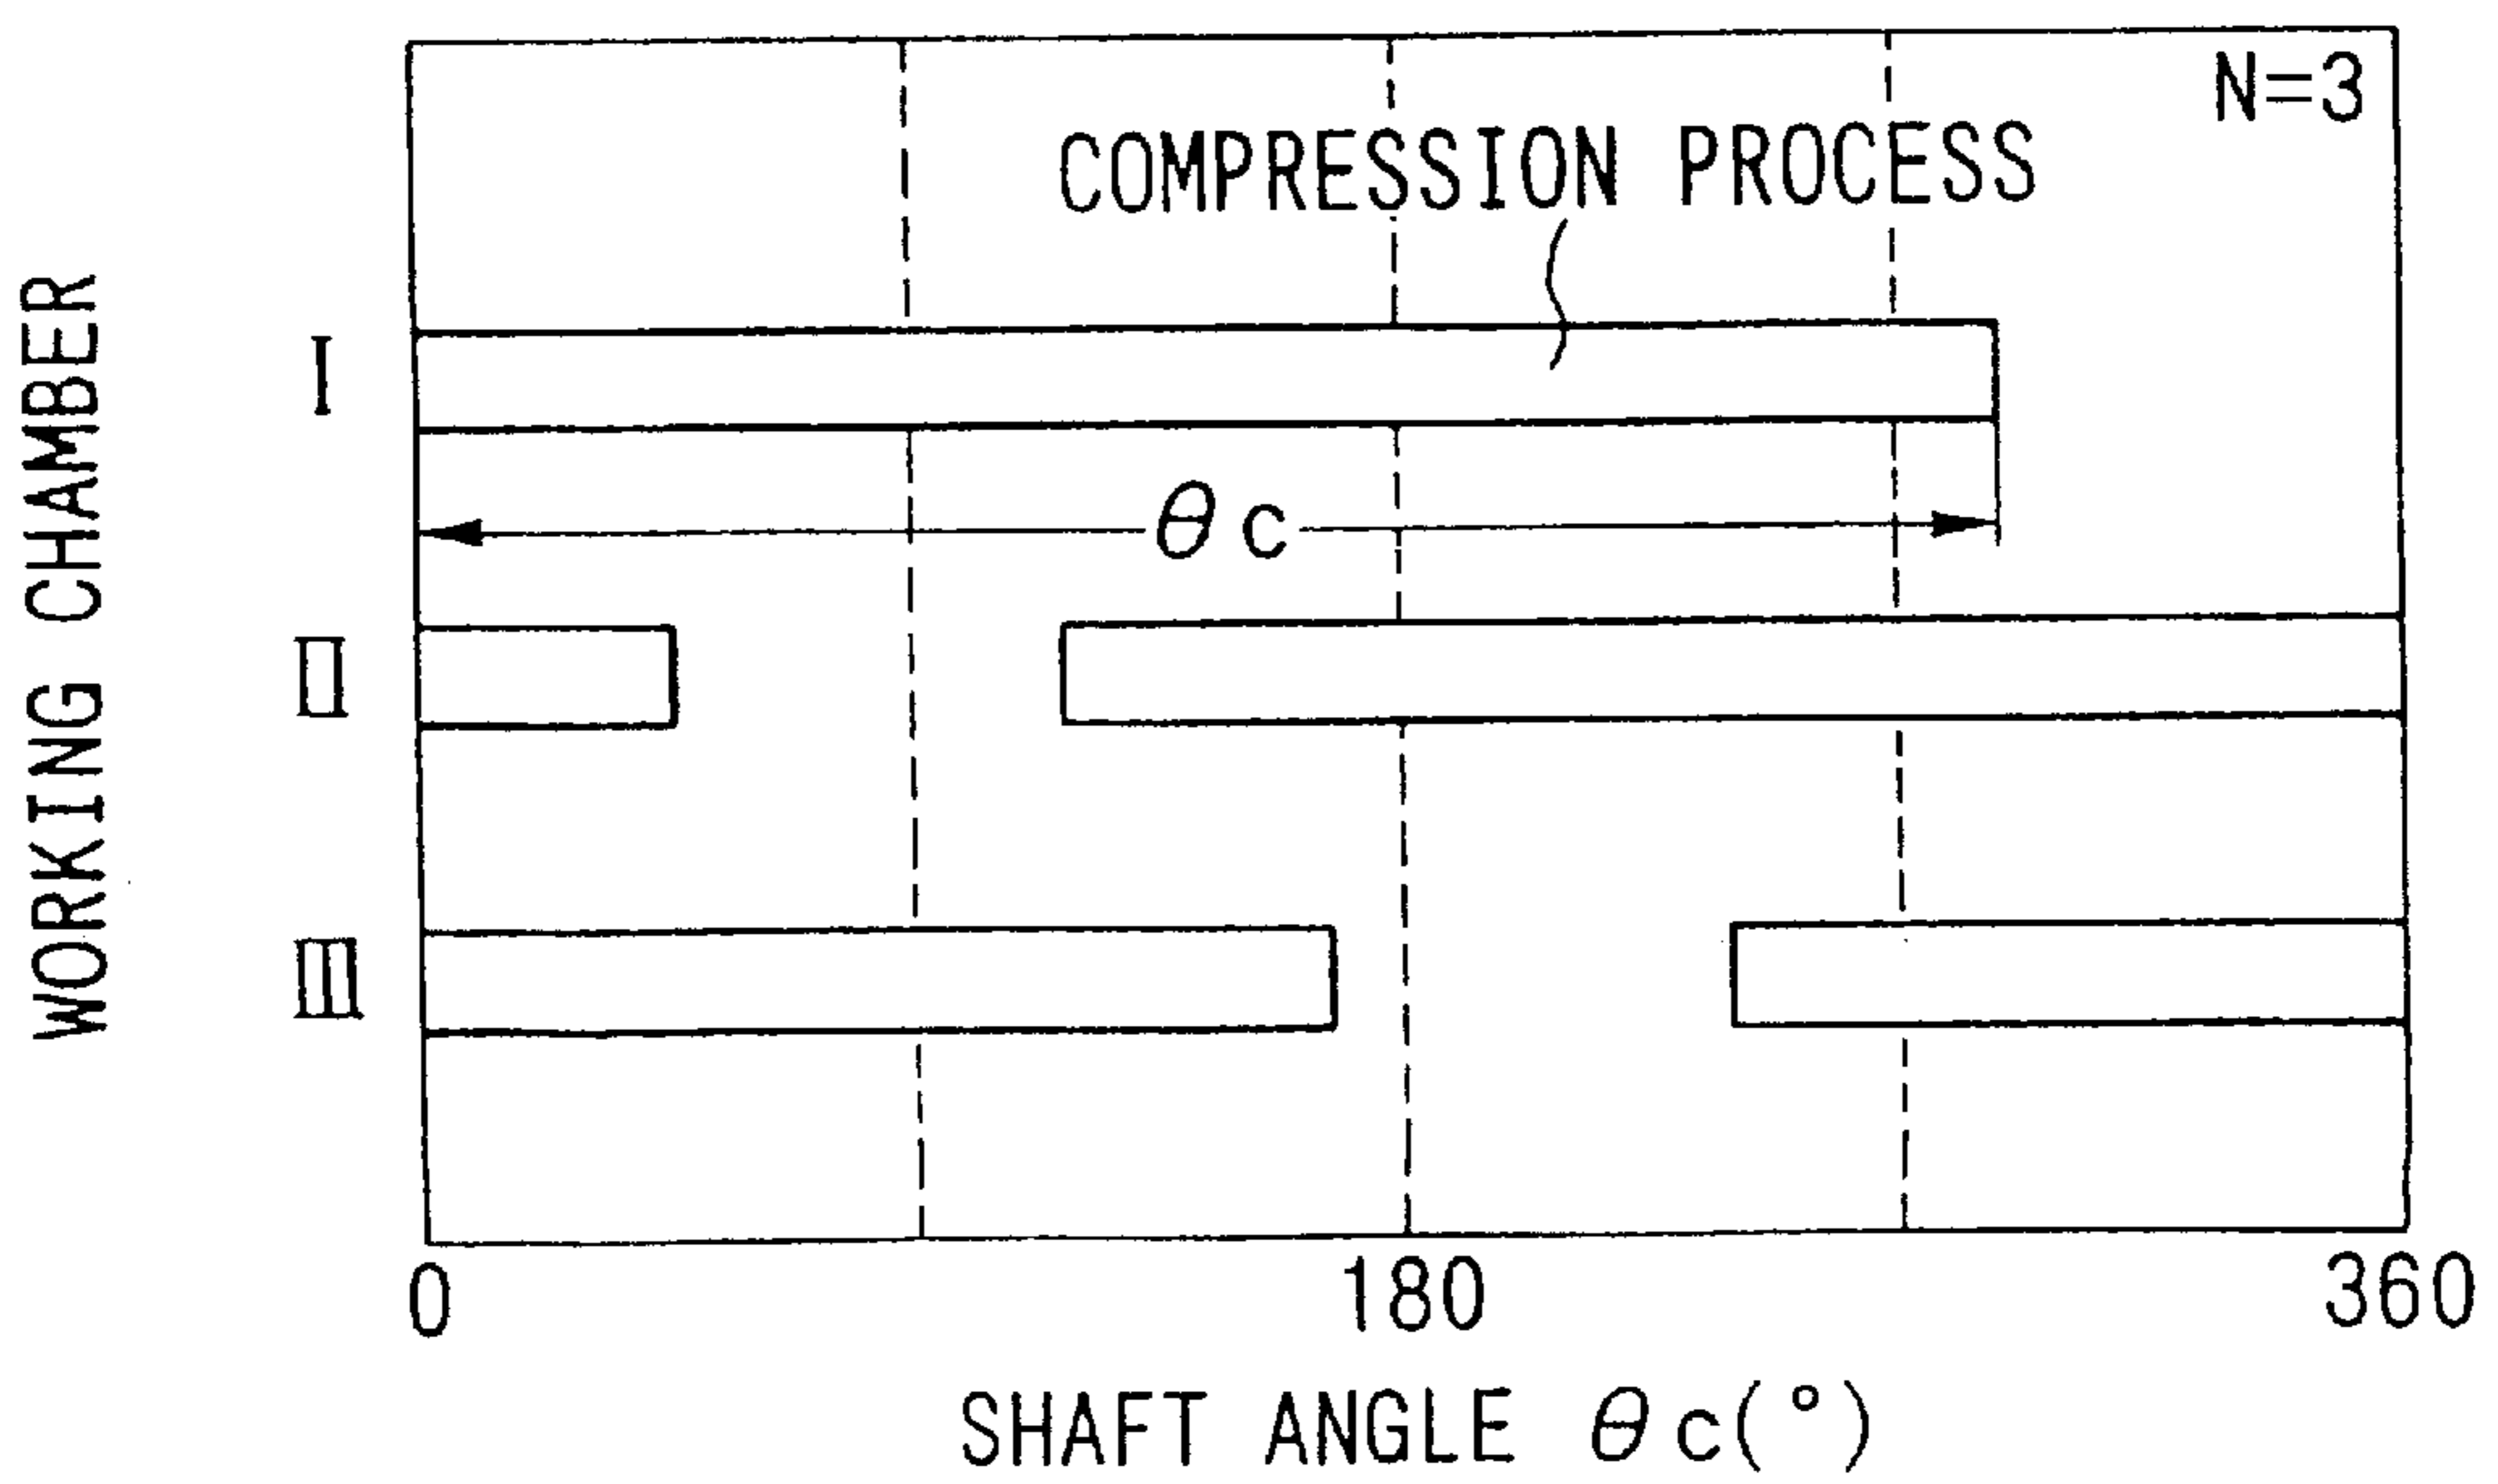 N=3
COMPRESSION PROCESS
WORKING CHAMBER
I
θc
II
III
0 180 360
SHAFT ANGLE θc(°)